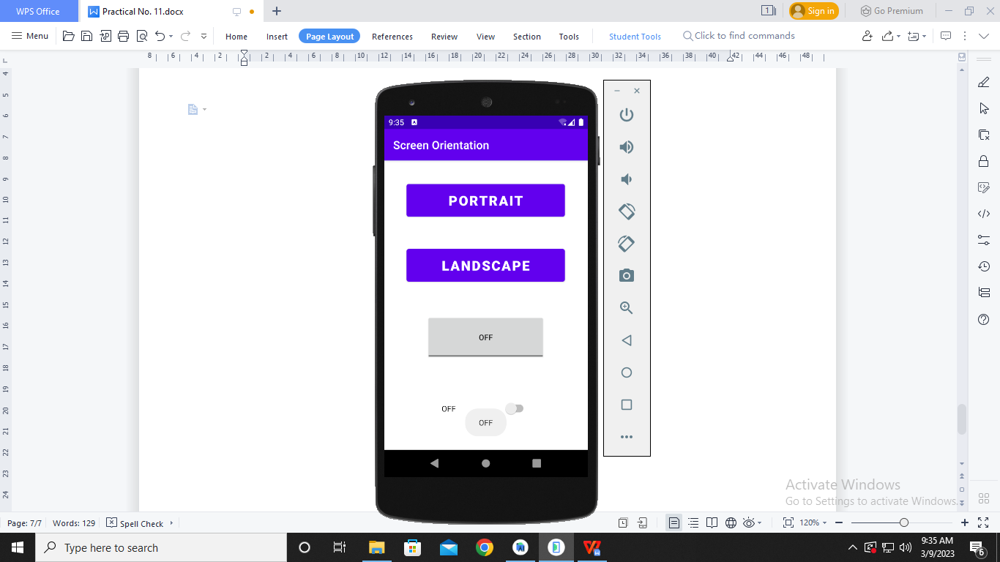 WPS Office
Practical No. 11.docx
1
Sign in
Go Premium
Menu
Home
Insert
Page Layout
References
Review
View
Section
Tools
Student Tools
Click to find commands
8 6 4 2 2 4 6 8 10 12 14 16 18 20 22 24 26 28 30 32 34 36 38 40 42 44 46 48
4
5
6
7
8
9
10
11
12
13
14
15
16
17
18
19
20
21
22
23
24
9:35
A
Screen Orientation
PORTRAIT
LANDSCAPE
OFF
OFF
OFF
Activate Windows
Go to Settings to activate Windows.
Page: 7/7
Words: 129
Spell Check
120%
Type here to search
9:35 AM
3/9/2023
6